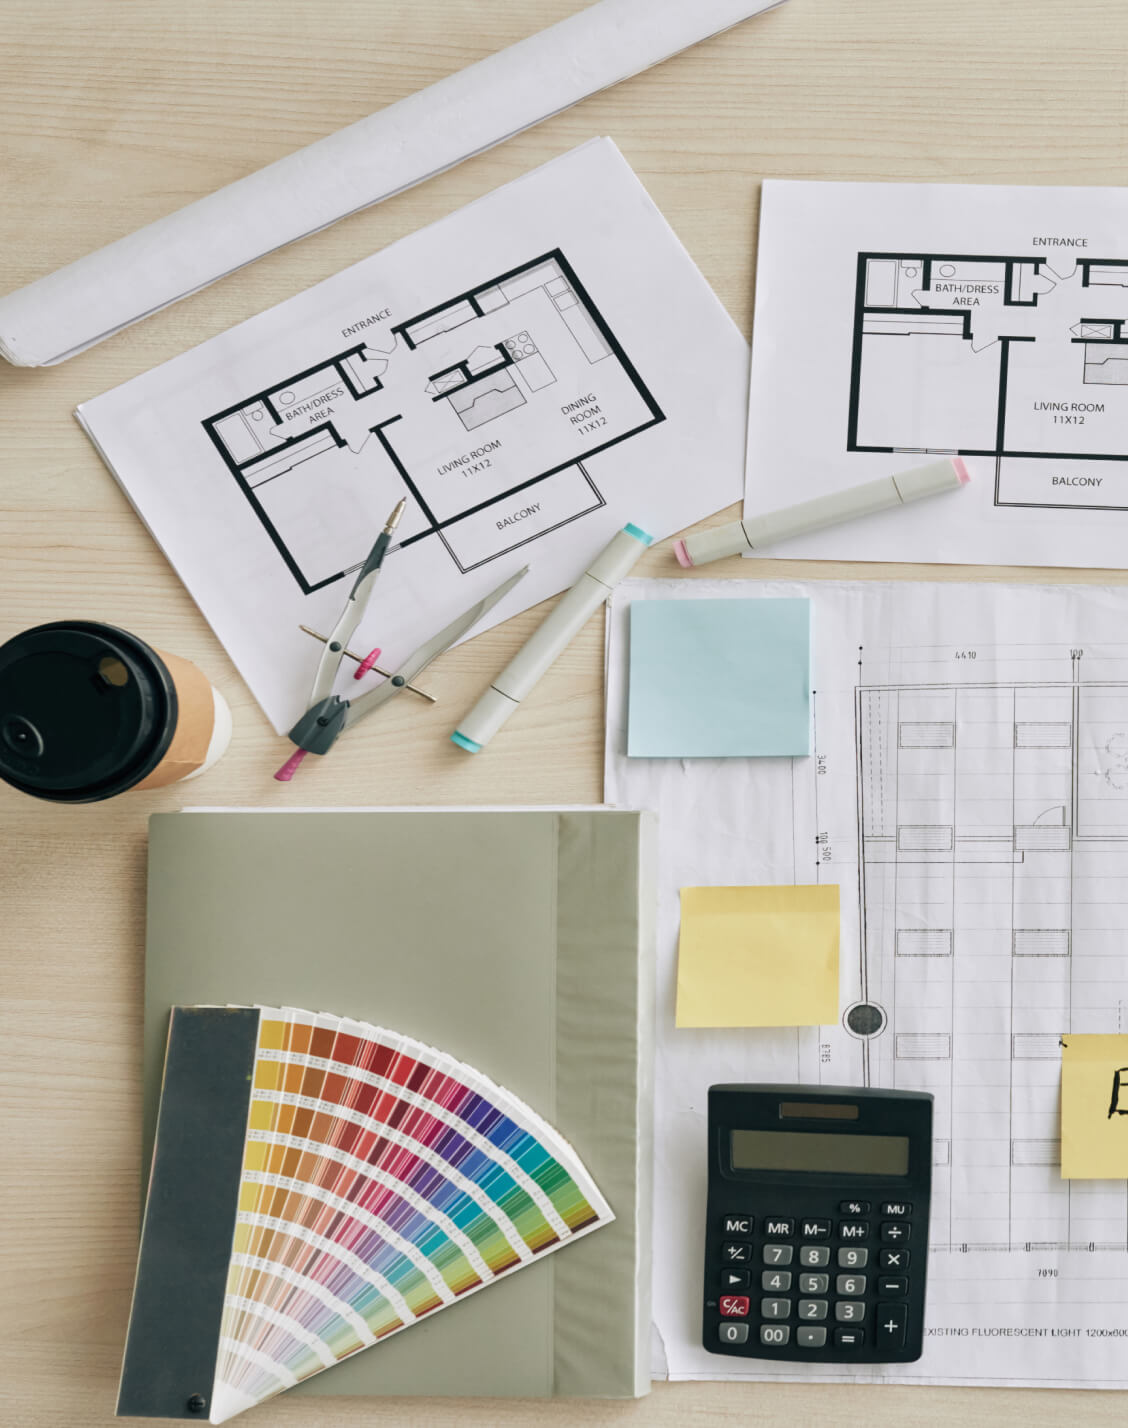 ENTRANCE
BATH/DRESS
AREA
LIVING ROOM
11X12
DINING
ROOM
11X12
BALCONY
ENTRANCE
BATH/DRESS
AREA
LIVING ROOM
11X12
BALCONY
4410
100
3400
100
500
6765
7090
EXISTING FLUORESCENT LIGHT 1200x600
% MU
MC MR M− M+ ÷
+/− 7 8 9 ×
▶ 4 5 6 −
C/AC 1 2 3 +
0 00 · =